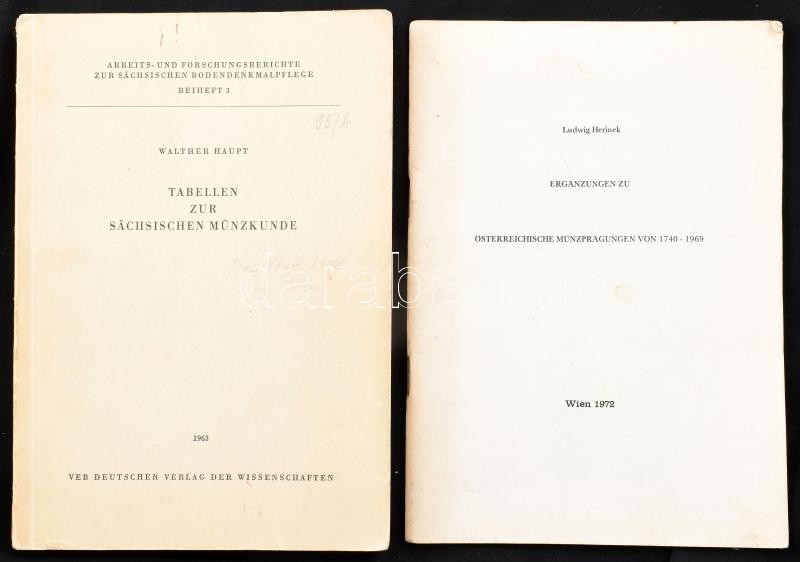 ARBEITS- UND FORSCHUNGSBERICHTE
ZUR SÄCHSISCHEN BODENDENKMALPFLEGE
BEIHEFT 3
95/b
WALTHER HAUPT
TABELLEN
ZUR
SÄCHSISCHEN MÜNZKUNDE
1963
VEB DEUTSCHER VERLAG DER WISSENSCHAFTEN
Ludwig Herinek
ERGÄNZUNGEN ZU
ÖSTERREICHISCHE MÜNZPRÄGUNGEN VON 1740 - 1969
Wien 1972
darabanth